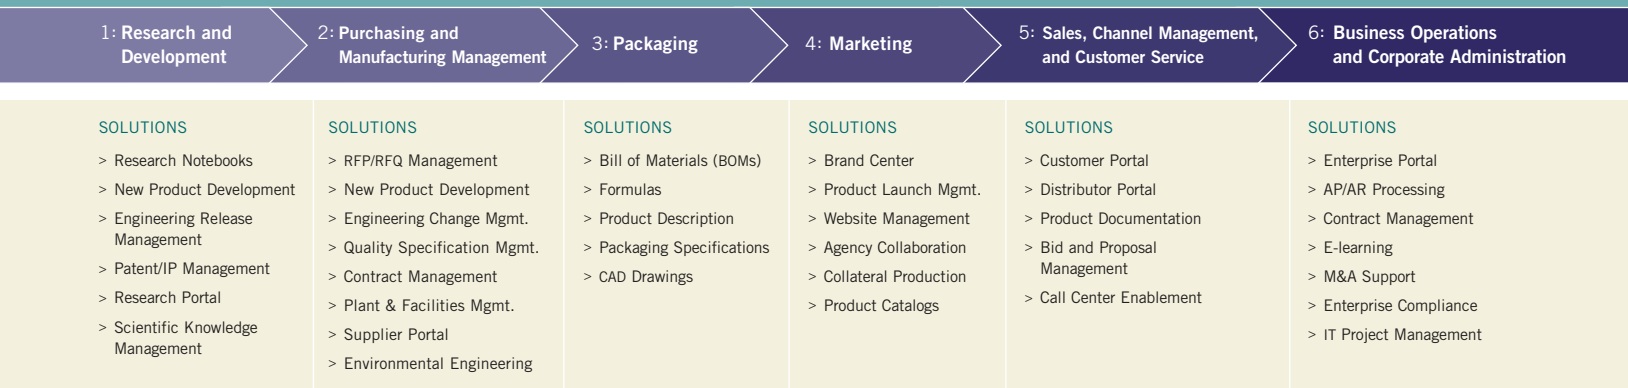 1: Research and
Development
2: Purchasing and
Manufacturing Management
3: Packaging
4: Marketing
5: Sales, Channel Management,
and Customer Service
6: Business Operations
and Corporate Administration
SOLUTIONS
> Research Notebooks
> New Product Development
> Engineering Release
Management
> Patent/IP Management
> Research Portal
> Scientific Knowledge
Management
SOLUTIONS
> RFP/RFQ Management
> New Product Development
> Engineering Change Mgmt.
> Quality Specification Mgmt.
> Contract Management
> Plant & Facilities Mgmt.
> Supplier Portal
> Environmental Engineering
SOLUTIONS
> Bill of Materials (BOMs)
> Formulas
> Product Description
> Packaging Specifications
> CAD Drawings
SOLUTIONS
> Brand Center
> Product Launch Mgmt.
> Website Management
> Agency Collaboration
> Collateral Production
> Product Catalogs
SOLUTIONS
> Customer Portal
> Distributor Portal
> Product Documentation
> Bid and Proposal
Management
> Call Center Enablement
SOLUTIONS
> Enterprise Portal
> AP/AR Processing
> Contract Management
> E-learning
> M&A Support
> Enterprise Compliance
> IT Project Management